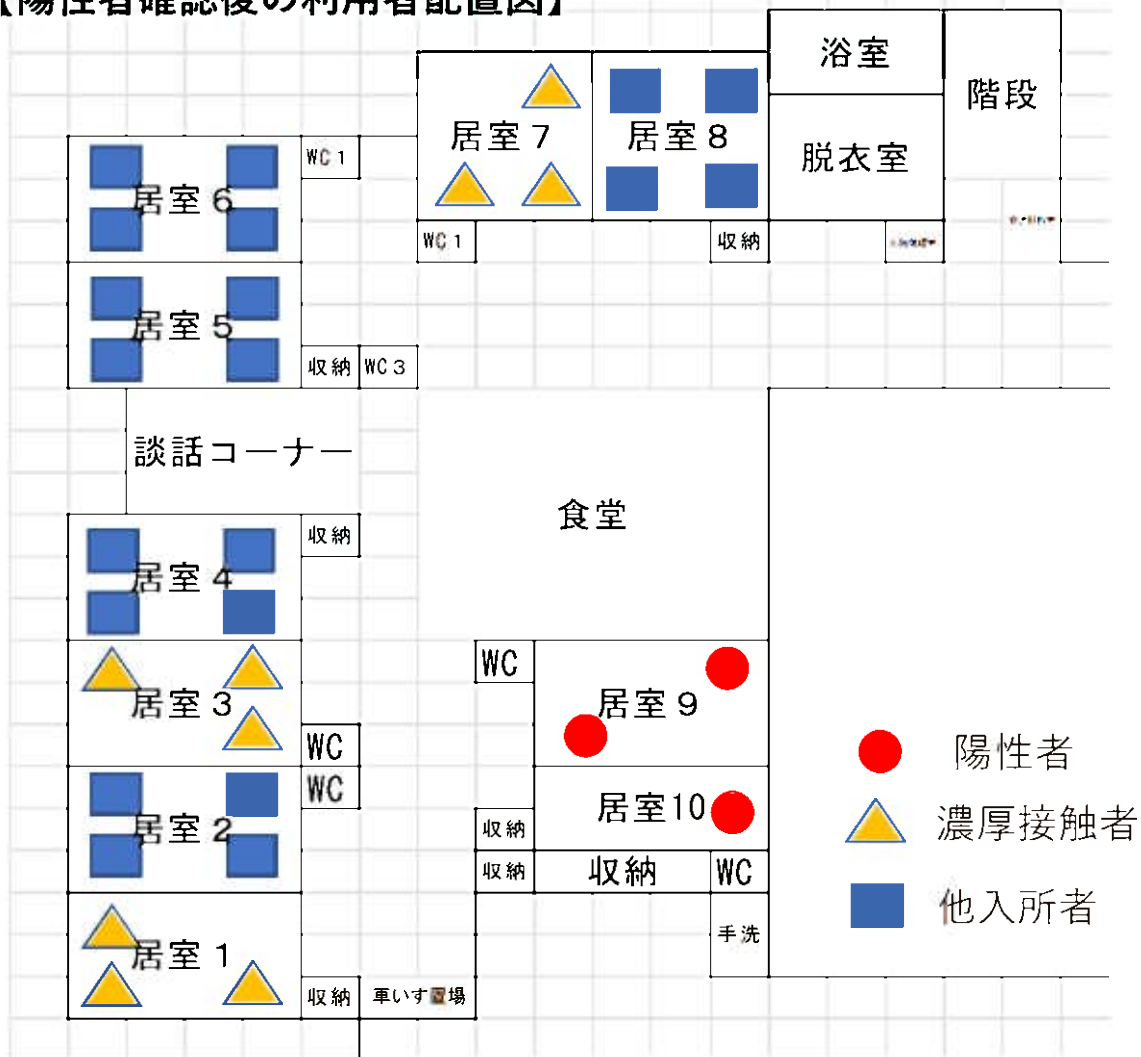 【陽性者確認後の利用者配置図】
浴室
階段
居室7
居室8
脱衣室
WC1
居室6
WC1
収納
居室5
収納
WC3
談話コーナー
食堂
収納
居室4
WC
居室3
居室9
WC
陽性者
WC
居室10
濃厚接触者
居室2
収納
収納
収納
WC
他入所者
手洗
居室1
収納
車いす置場